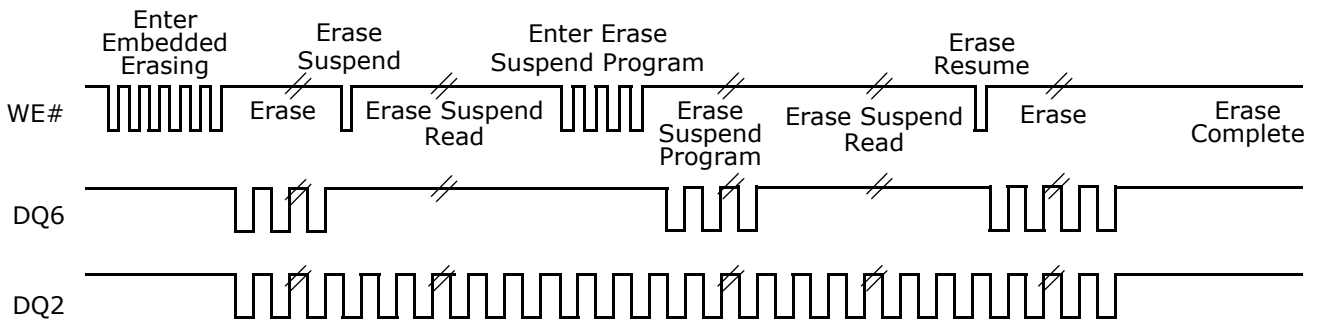 Enter
Embedded
Erasing
Erase
Suspend
Enter Erase
Suspend Program
Erase
Resume
WE#
Erase
Erase Suspend
Read
Erase
Suspend
Program
Erase Suspend
Read
Erase
Erase
Complete
DQ6
DQ2